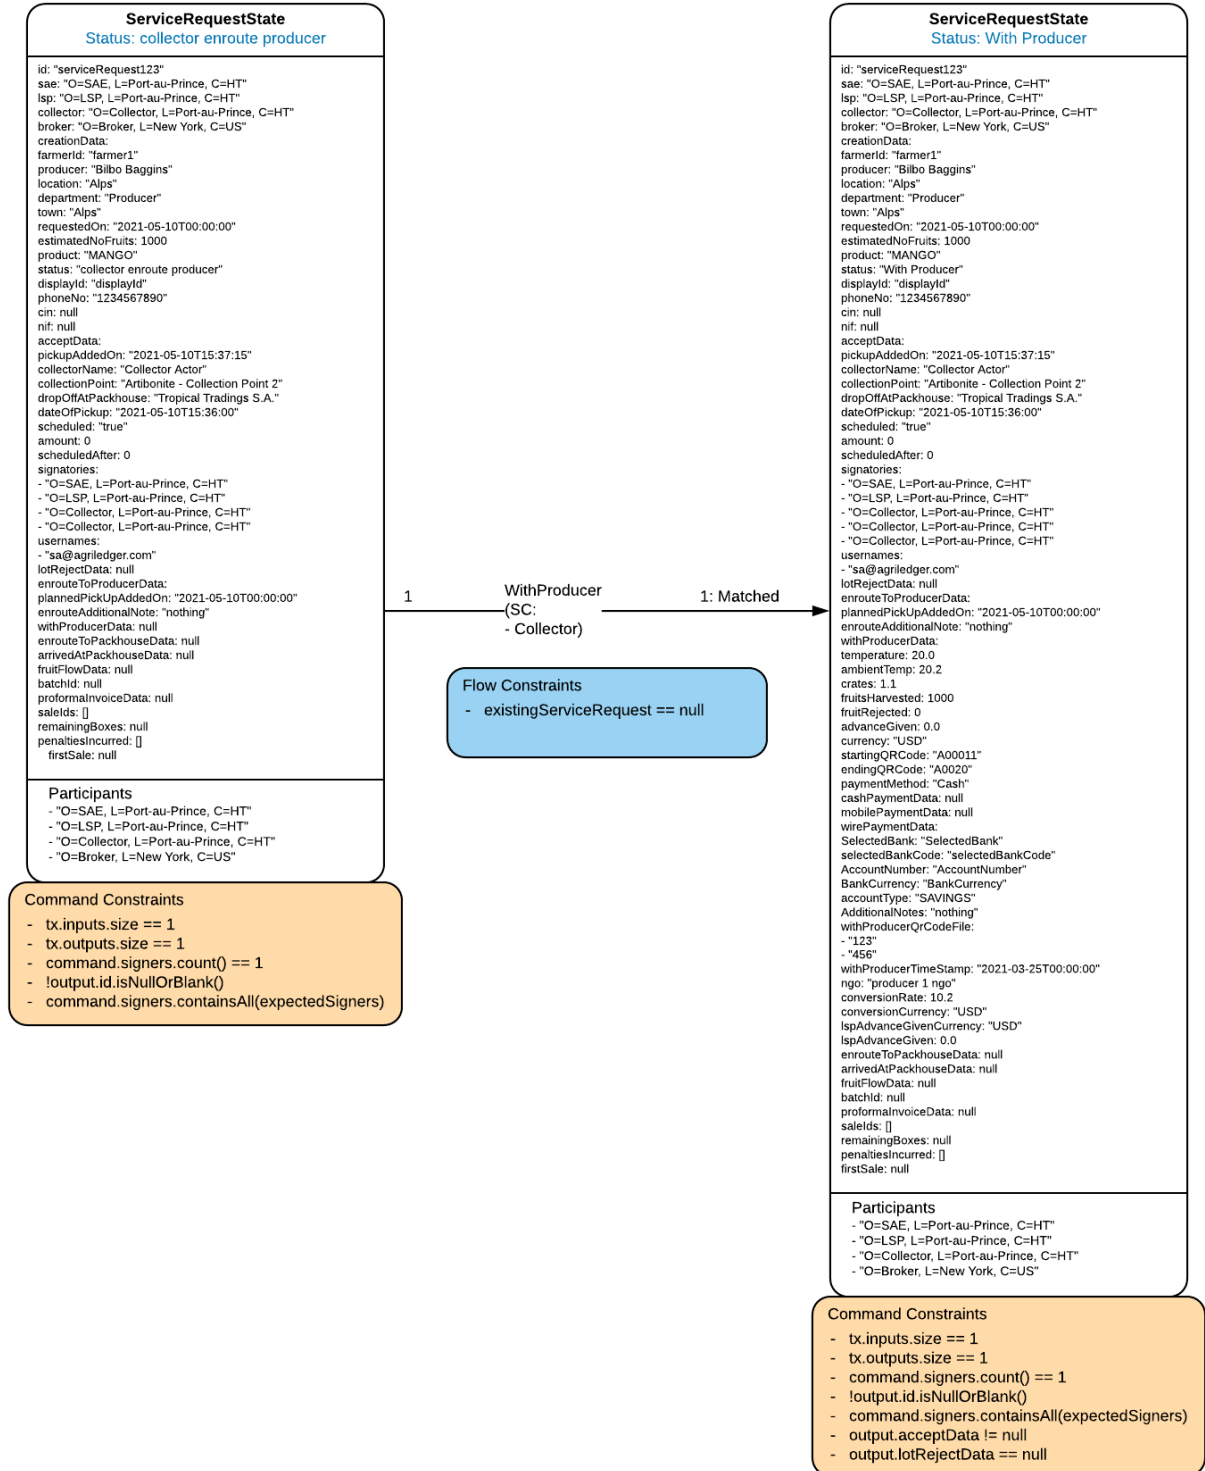 ServiceRequestState
Status: collector enroute producer
id: "serviceRequest123"
sae: "O=SAE, L=Port-au-Prince, C=HT"
lsp: "O=LSP, L=Port-au-Prince, C=HT"
collector: "O=Collector, L=Port-au-Prince, C=HT"
broker: "O=Broker, L=New York, C=US"
creationData:
farmerId: "farmer1"
producer: "Bilbo Baggins"
location: "Alps"
department: "Producer"
town: "Alps"
requestedOn: "2021-05-10T00:00:00"
estimatedNoFruits: 1000
product: "MANGO"
status: "collector enroute producer"
displayId: "displayId"
phoneNo: "1234567890"
cin: null
nif: null
acceptData:
pickupAddedOn: "2021-05-10T15:37:15"
collectorName: "Collector Actor"
collectionPoint: "Artibonite - Collection Point 2"
dropOffAtPackhouse: "Tropical Tradings S.A."
dateOfPickup: "2021-05-10T15:36:00"
scheduled: "true"
amount: 0
scheduledAfter: 0
signatories:
- "O=SAE, L=Port-au-Prince, C=HT"
- "O=LSP, L=Port-au-Prince, C=HT"
- "O=Collector, L=Port-au-Prince, C=HT"
- "O=Collector, L=Port-au-Prince, C=HT"
usernames:
- "sa@agriledger.com"
lotRejectData: null
enrouteToProducerData:
plannedPickUpAddedOn: "2021-05-10T00:00:00"
enrouteAdditionalNote: "nothing"
withProducerData: null
enrouteToPackhouseData: null
arrivedAtPackhouseData: null
fruitFlowData: null
batchId: null
proformaInvoiceData: null
saleIds: []
remainingBoxes: null
penaltiesIncurred: []
firstSale: null
Participants
- "O=SAE, L=Port-au-Prince, C=HT"
- "O=LSP, L=Port-au-Prince, C=HT"
- "O=Collector, L=Port-au-Prince, C=HT"
- "O=Broker, L=New York, C=US"
Command Constraints
- tx.inputs.size == 1
- tx.outputs.size == 1
- command.signers.count() == 1
- !output.id.isNullOrBlank()
- command.signers.containsAll(expectedSigners)
1
WithProducer
(SC:
- Collector)
1: Matched
Flow Constraints
- existingServiceRequest == null
ServiceRequestState
Status: With Producer
id: "serviceRequest123"
sae: "O=SAE, L=Port-au-Prince, C=HT"
lsp: "O=LSP, L=Port-au-Prince, C=HT"
collector: "O=Collector, L=Port-au-Prince, C=HT"
broker: "O=Broker, L=New York, C=US"
creationData:
farmerId: "farmer1"
producer: "Bilbo Baggins"
location: "Alps"
department: "Producer"
town: "Alps"
requestedOn: "2021-05-10T00:00:00"
estimatedNoFruits: 1000
product: "MANGO"
status: "With Producer"
displayId: "displayId"
phoneNo: "1234567890"
cin: null
nif: null
acceptData:
pickupAddedOn: "2021-05-10T15:37:15"
collectorName: "Collector Actor"
collectionPoint: "Artibonite - Collection Point 2"
dropOffAtPackhouse: "Tropical Tradings S.A."
dateOfPickup: "2021-05-10T15:36:00"
scheduled: "true"
amount: 0
scheduledAfter: 0
signatories:
- "O=SAE, L=Port-au-Prince, C=HT"
- "O=LSP, L=Port-au-Prince, C=HT"
- "O=Collector, L=Port-au-Prince, C=HT"
- "O=Collector, L=Port-au-Prince, C=HT"
- "O=Collector, L=Port-au-Prince, C=HT"
usernames:
- "sa@agriledger.com"
lotRejectData: null
enrouteToProducerData:
plannedPickUpAddedOn: "2021-05-10T00:00:00"
enrouteAdditionalNote: "nothing"
withProducerData:
temperature: 20.0
ambientTemp: 20.2
crates: 1.1
fruitsHarvested: 1000
fruitRejected: 0
advanceGiven: 0.0
currency: "USD"
startingQRCode: "A00011"
endingQRCode: "A0020"
paymentMethod: "Cash"
cashPaymentData: null
mobilePaymentData: null
wirePaymentData:
SelectedBank: "SelectedBank"
selectedBankCode: "selectedBankCode"
AccountNumber: "AccountNumber"
BankCurrency: "BankCurrency"
accountType: "SAVINGS"
AdditionalNotes: "nothing"
withProducerQrCodeFile:
- "123"
- "456"
withProducerTimeStamp: "2021-03-25T00:00:00"
ngo: "producer 1 ngo"
conversionRate: 10.2
conversionCurrency: "USD"
lspAdvanceGivenCurrency: "USD"
lspAdvanceGiven: 0.0
enrouteToPackhouseData: null
arrivedAtPackhouseData: null
fruitFlowData: null
batchId: null
proformaInvoiceData: null
saleIds: []
remainingBoxes: null
penaltiesIncurred: []
firstSale: null
Participants
- "O=SAE, L=Port-au-Prince, C=HT"
- "O=LSP, L=Port-au-Prince, C=HT"
- "O=Collector, L=Port-au-Prince, C=HT"
- "O=Broker, L=New York, C=US"
Command Constraints
- tx.inputs.size == 1
- tx.outputs.size == 1
- command.signers.count() == 1
- !output.id.isNullOrBlank()
- command.signers.containsAll(expectedSigners)
- output.acceptData != null
- output.lotRejectData == null